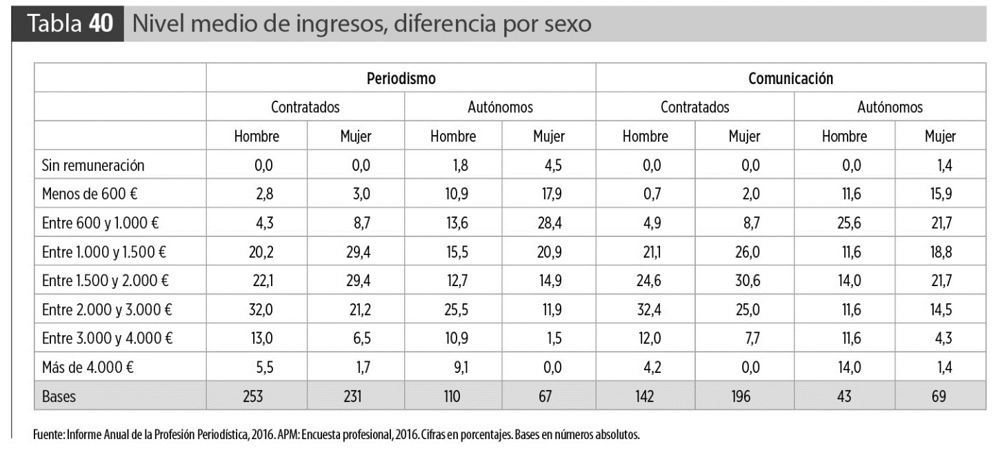 Tabla 40 Nivel medio de ingresos, diferencia por sexo
Periodismo Comunicación
Contratados Autónomos Contratados Autónomos
Hombre Mujer Hombre Mujer Hombre Mujer Hombre Mujer
Sin remuneración 0,0 0,0 1,8 4,5 0,0 0,0 0,0 1,4
Menos de 600 € 2,8 3,0 10,9 17,9 0,7 2,0 11,6 15,9
Entre 600 y 1.000 € 4,3 8,7 13,6 28,4 4,9 8,7 25,6 21,7
Entre 1.000 y 1.500 € 20,2 29,4 15,5 20,9 21,1 26,0 11,6 18,8
Entre 1.500 y 2.000 € 22,1 29,4 12,7 14,9 24,6 30,6 14,0 21,7
Entre 2.000 y 3.000 € 32,0 21,2 25,5 11,9 32,4 25,0 11,6 14,5
Entre 3.000 y 4.000 € 13,0 6,5 10,9 1,5 12,0 7,7 11,6 4,3
Más de 4.000 € 5,5 1,7 9,1 0,0 4,2 0,0 14,0 1,4
Bases 253 231 110 67 142 196 43 69
Fuente: Informe Anual de la Profesión Periodística, 2016. APM: Encuesta profesional, 2016. Cifras en porcentajes. Bases en números absolutos.